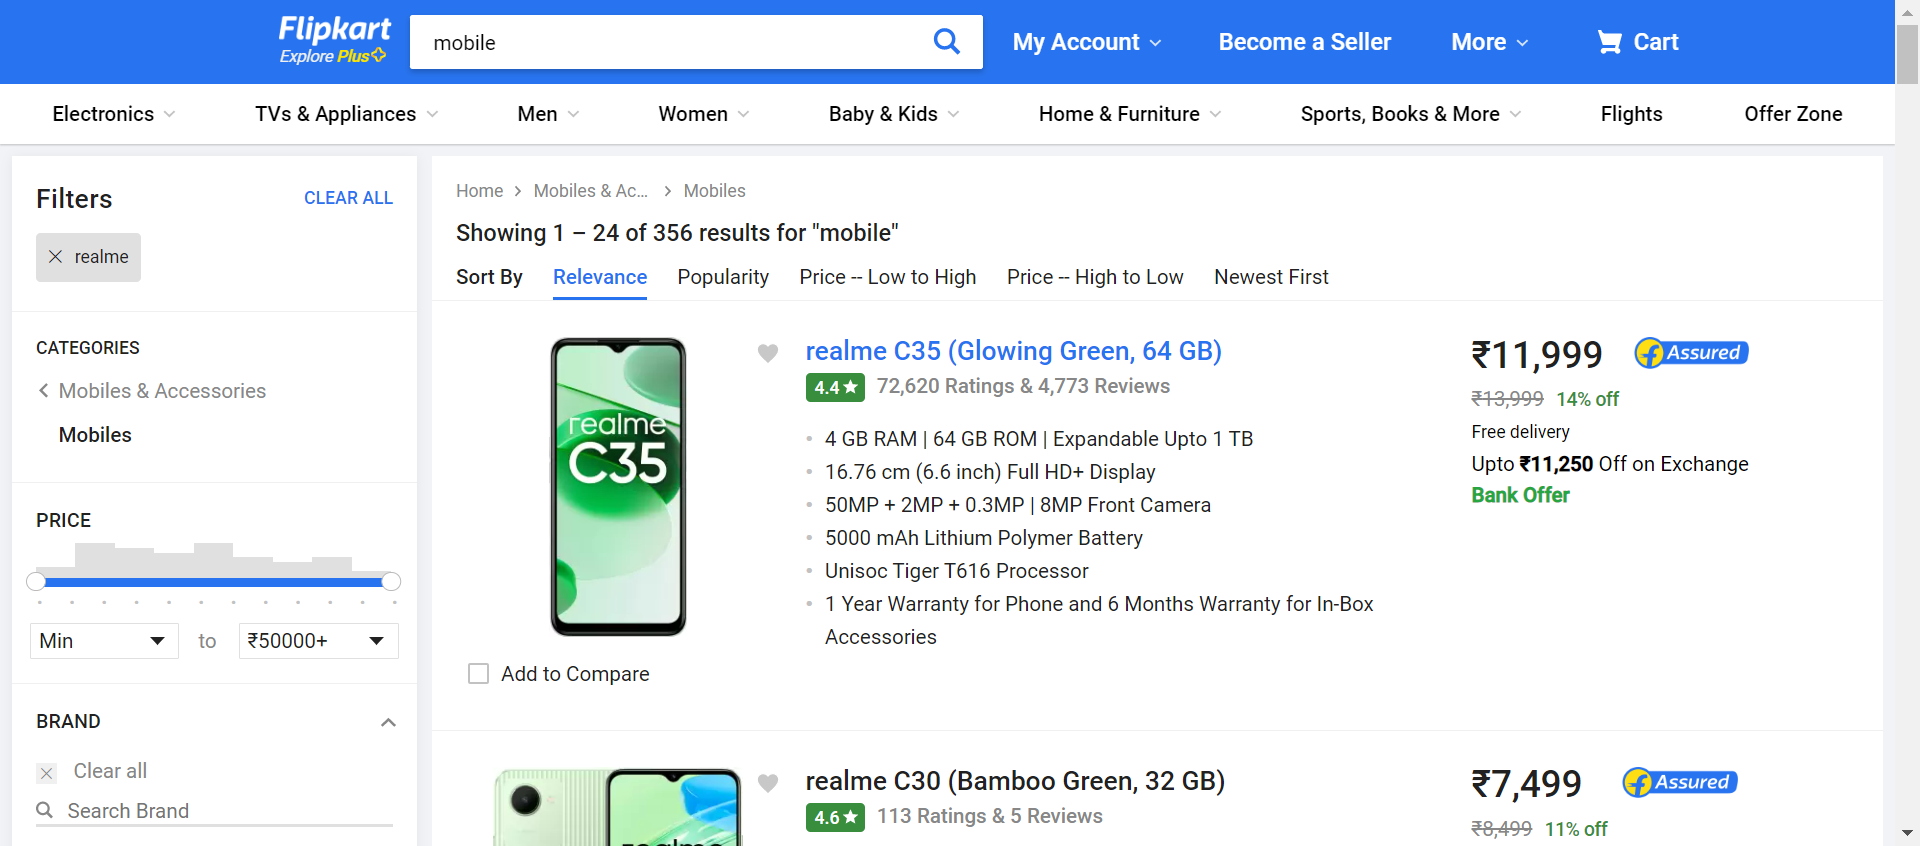 Flipkart
Explore Plus
mobile
My Account
Become a Seller
More
Cart
Electronics
TVs & Appliances
Men
Women
Baby & Kids
Home & Furniture
Sports, Books & More
Flights
Offer Zone
Filters
CLEAR ALL
realme
CATEGORIES
Mobiles & Accessories
Mobiles
PRICE
Min
to
₹50000+
BRAND
Clear all
Search Brand
Home
Mobiles & Ac...
Mobiles
Showing 1 – 24 of 356 results for "mobile"
Sort By
Relevance
Popularity
Price -- Low to High
Price -- High to Low
Newest First
realme
C35
Add to Compare
realme C35 (Glowing Green, 64 GB)
4.4★
72,620 Ratings & 4,773 Reviews
4 GB RAM | 64 GB ROM | Expandable Upto 1 TB
16.76 cm (6.6 inch) Full HD+ Display
50MP + 2MP + 0.3MP | 8MP Front Camera
5000 mAh Lithium Polymer Battery
Unisoc Tiger T616 Processor
1 Year Warranty for Phone and 6 Months Warranty for In-Box
Accessories
₹11,999
Assured
₹13,999 14% off
Free delivery
Upto ₹11,250 Off on Exchange
Bank Offer
realme
realme C30 (Bamboo Green, 32 GB)
4.6★
113 Ratings & 5 Reviews
₹7,499
Assured
₹8,499 11% off